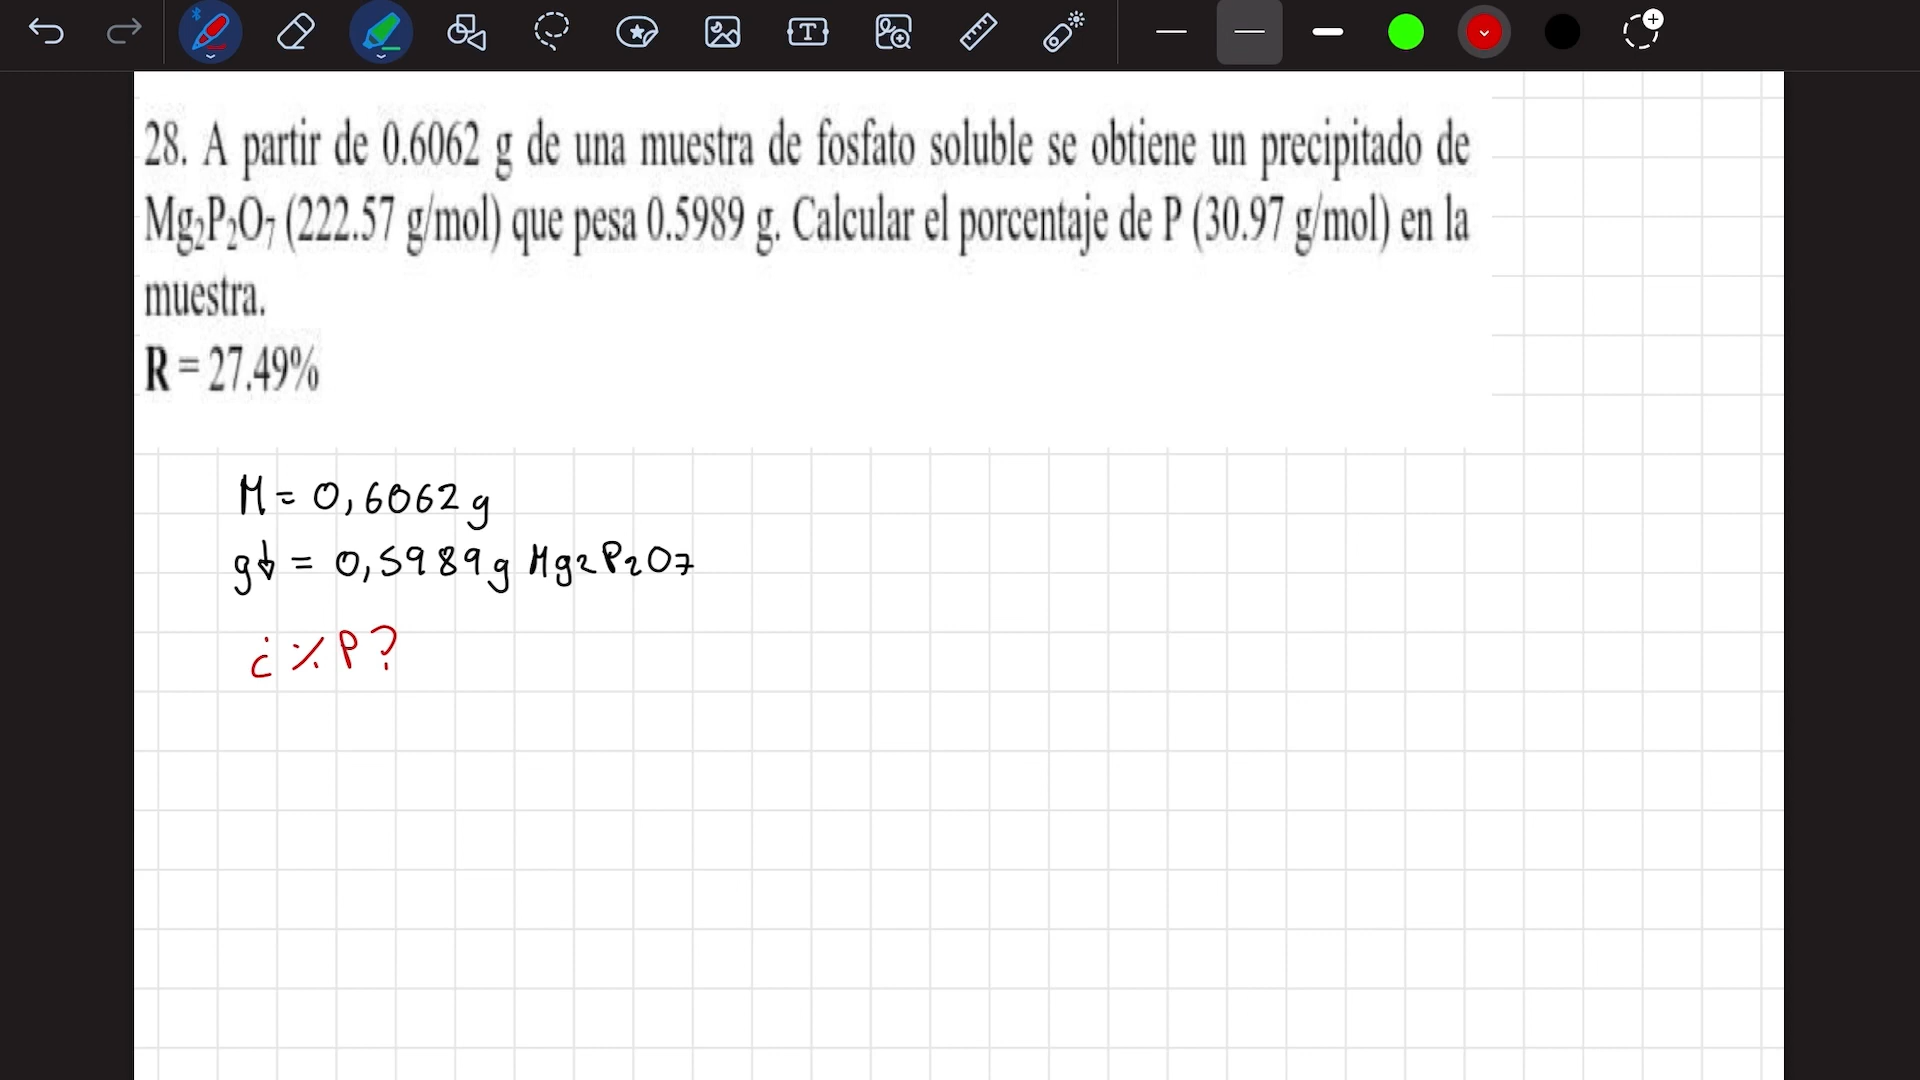 28. A partir de 0.6062 g de una muestra de fosfato soluble se obtiene un precipitado de
Mg₂P₂O₇ (222.57 g/mol) que pesa 0.5989 g. Calcular el porcentaje de P (30.97 g/mol) en la
muestra.
R = 27.49%
M = 0,6062 g
g↓ = 0,5989 g Mg2P2O7
¿ % P ?